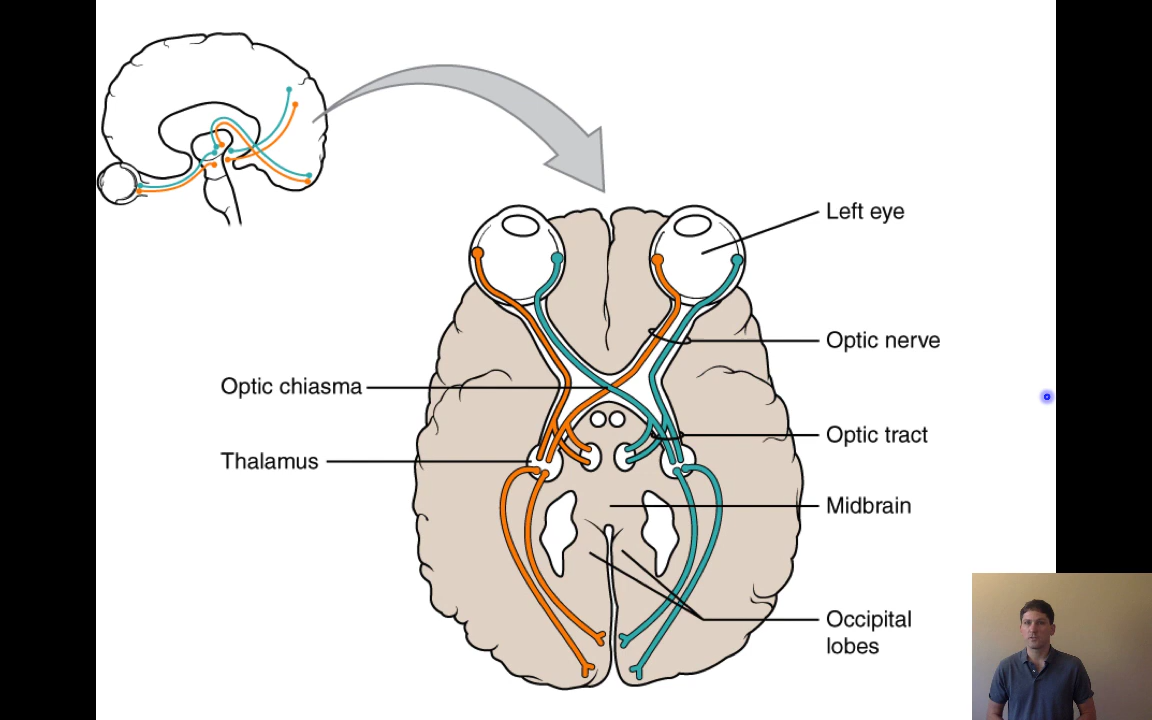 Left eye
Optic nerve
Optic chiasma
Optic tract
Thalamus
Midbrain
Occipital
lobes